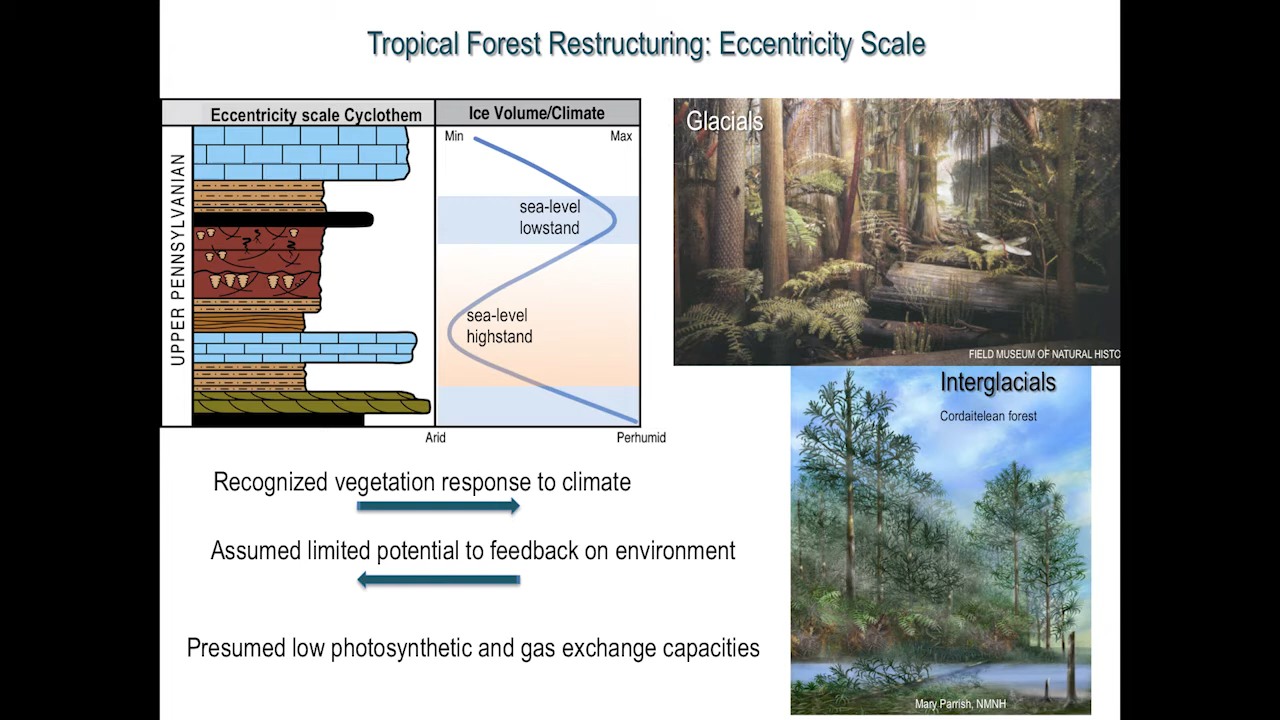 Tropical Forest Restructuring: Eccentricity Scale
Eccentricity scale Cyclothem
Ice Volume/Climate
Min
Max
UPPER PENNSYLVANIAN
sea-level
lowstand
sea-level
highstand
Arid
Perhumid
Glacials
FIELD MUSEUM OF NATURAL HISTO
Interglacials
Cordaitelean forest
Mary Parrish, NMNH
Recognized vegetation response to climate
Assumed limited potential to feedback on environment
Presumed low photosynthetic and gas exchange capacities